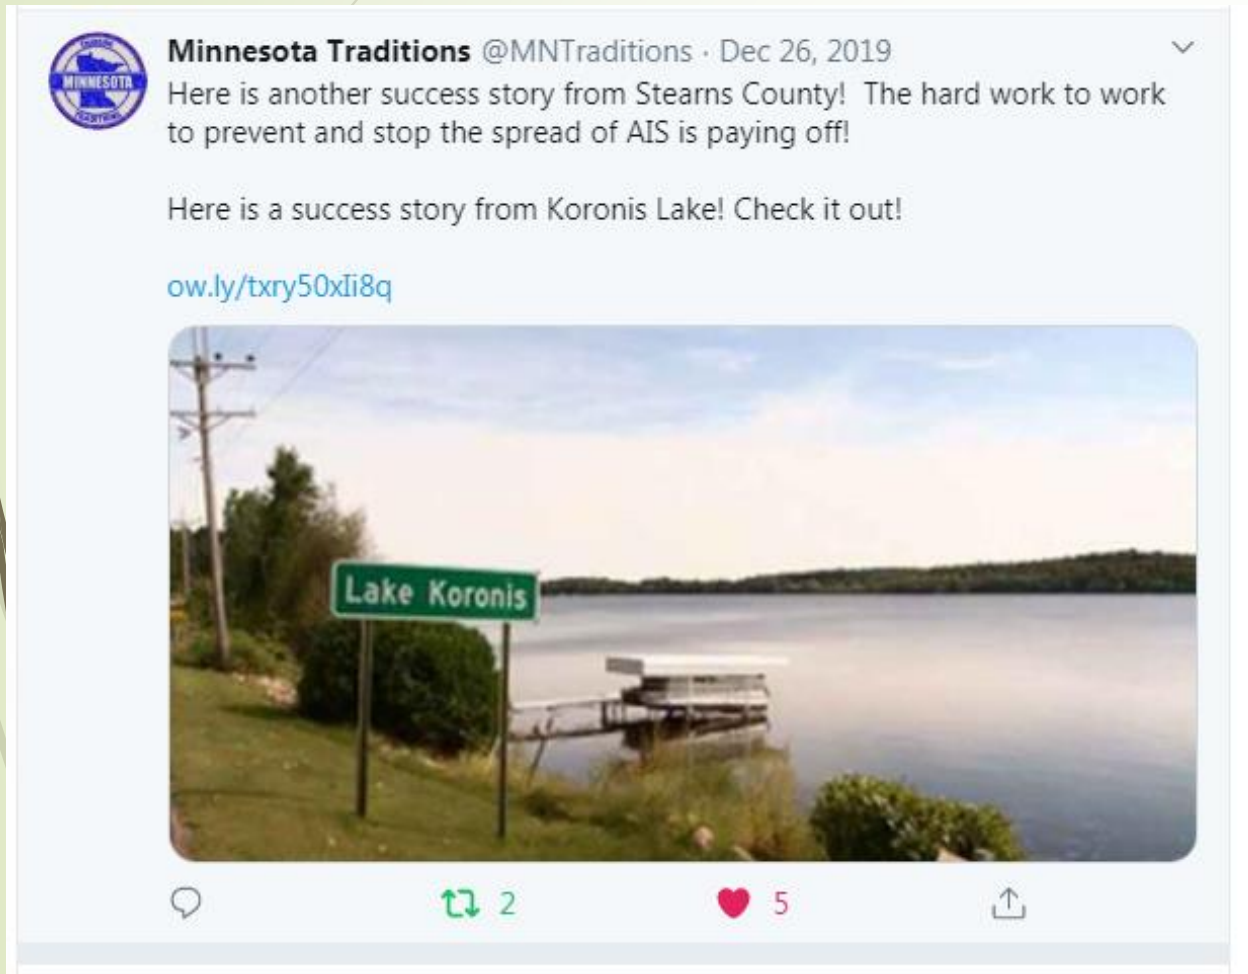 Minnesota Traditions @MNTraditions · Dec 26, 2019
MINNESOTA
TRADITIONS
Here is another success story from Stearns County!  The hard work to work
to prevent and stop the spread of AIS is paying off!
Here is a success story from Koronis Lake! Check it out!
ow.ly/txry50xIi8q
Lake Koronis
2
5